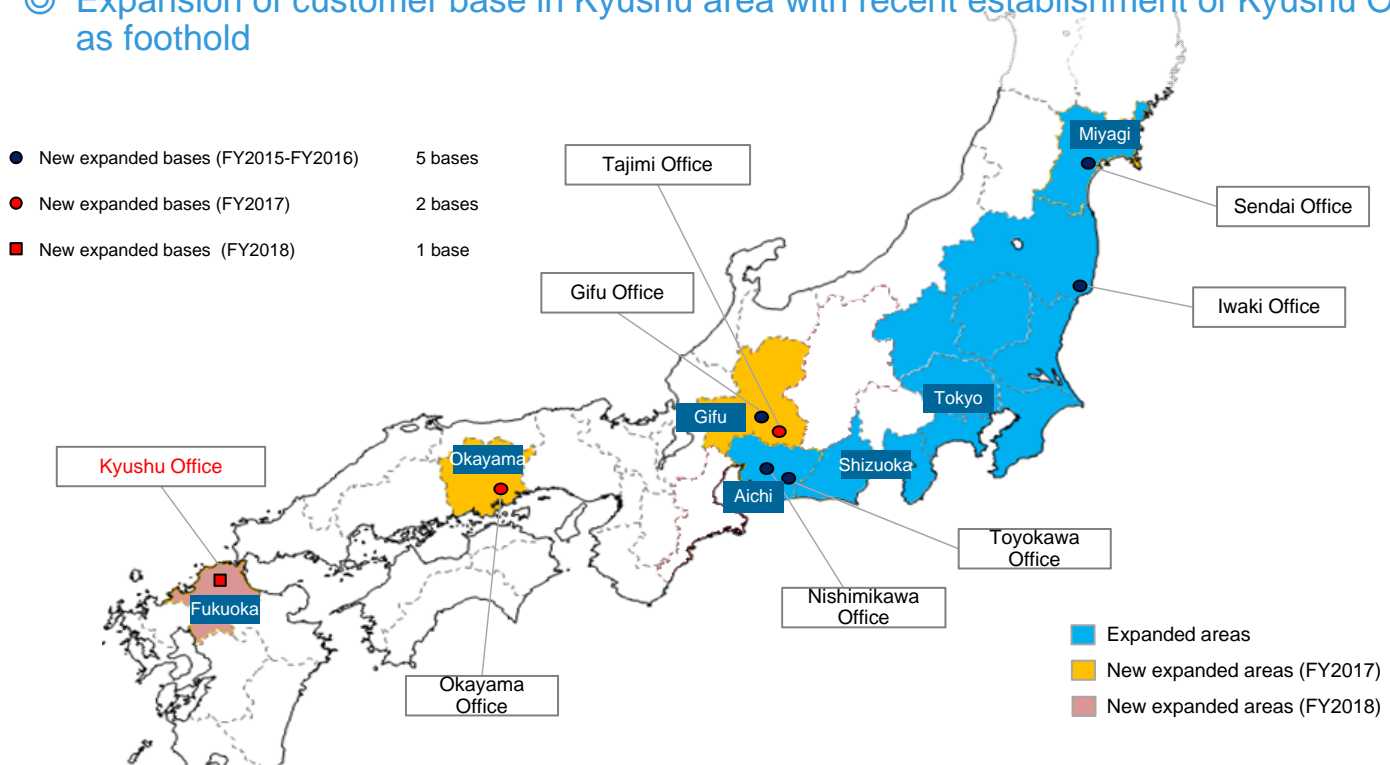 ◎ Expansion of customer base in Kyushu area with recent establishment of Kyushu
as foothold
New expanded bases (FY2015-FY2016) 5 bases
New expanded bases (FY2017) 2 bases
New expanded bases (FY2018) 1 base
Tajimi Office
Miyagi
Sendai Office
Gifu Office
Iwaki Office
Tokyo
Gifu
Okayama
Shizuoka
Kyushu Office
Aichi
Toyokawa
Office
Nishimikawa
Office
Fukuoka
Okayama
Office
Expanded areas
New expanded areas (FY2017)
New expanded areas (FY2018)